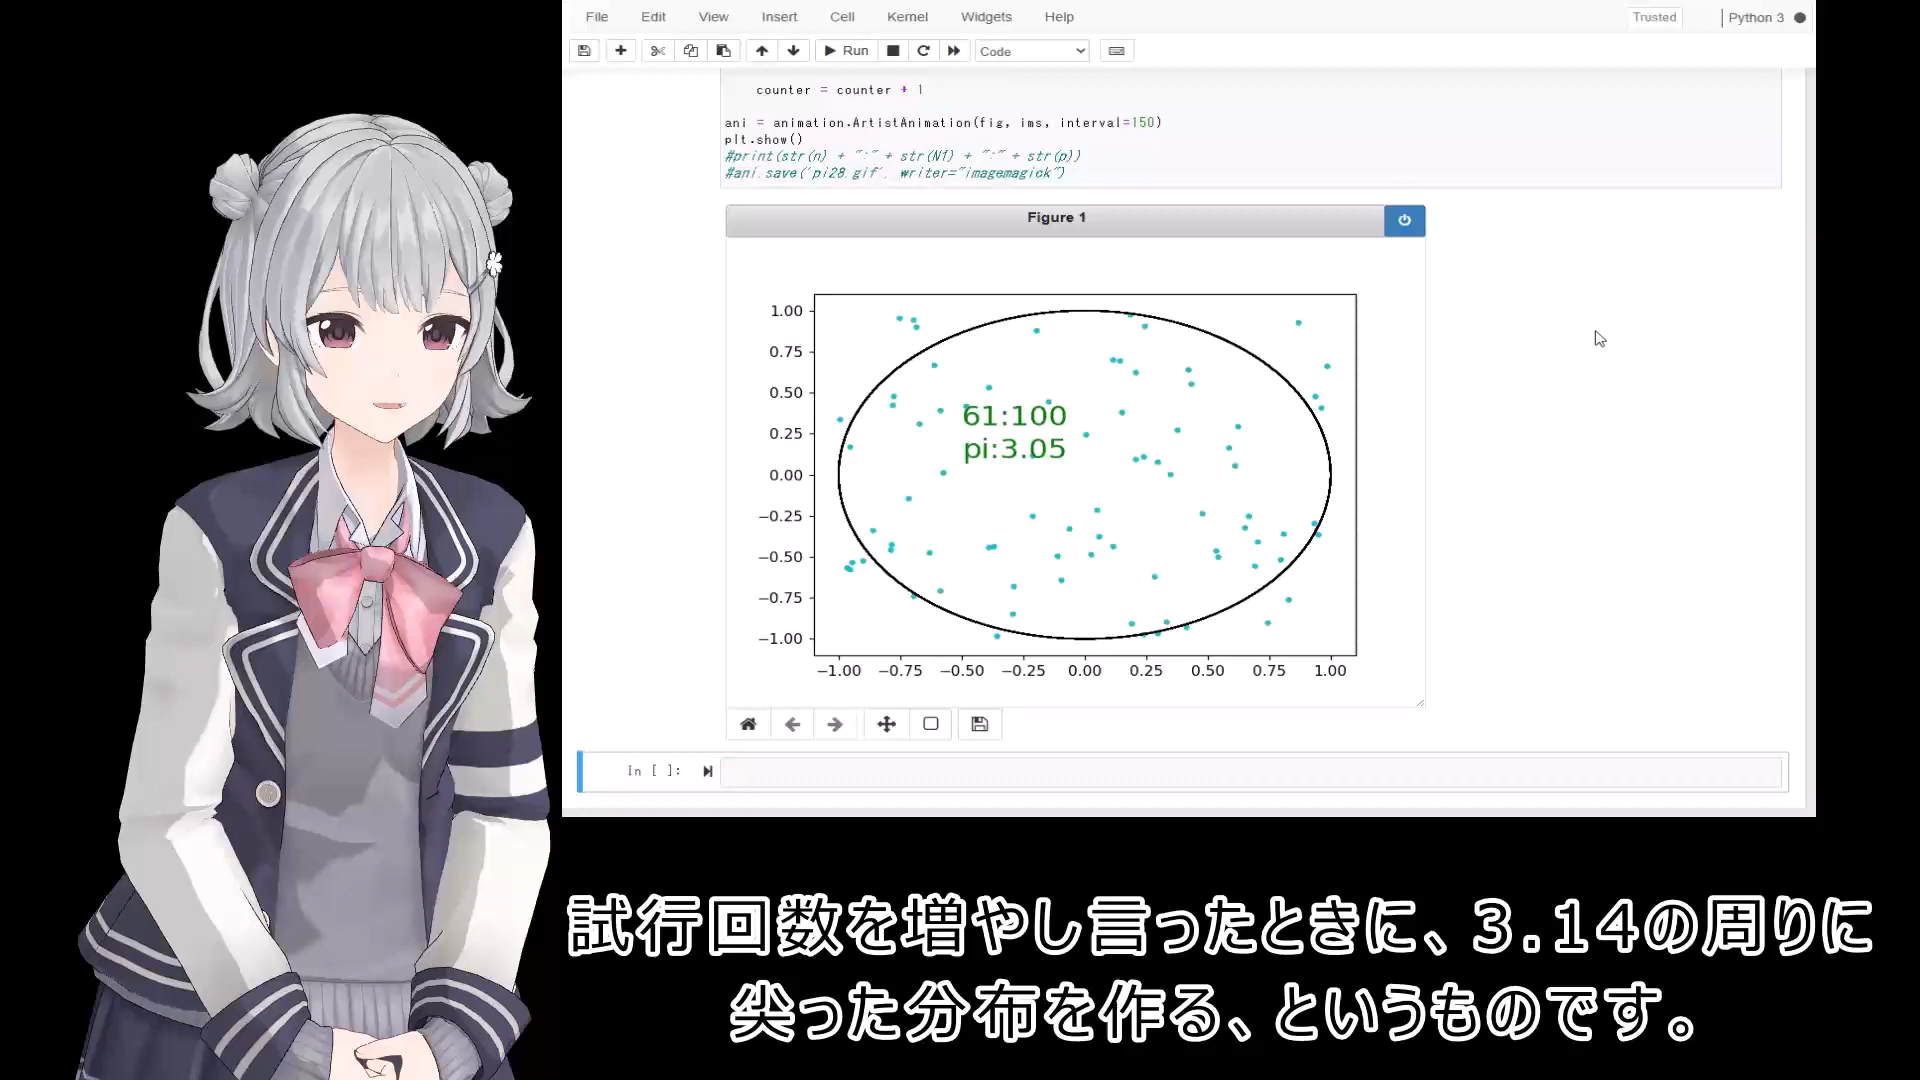 File Edit View Insert Cell Kernel Widgets Help Trusted Python 3
Run Code
counter = counter + 1
ani = animation.ArtistAnimation(fig, ims, interval=150)
plt.show()
#print(str(n) + ":" + str(N1) + ":" + str(p))
#ani.save('pi28.gif', writer="imagemagick")
Figure 1
1.00
0.75
0.50
0.25
0.00
−0.25
−0.50
−0.75
−1.00
61:100
pi:3.05
−1.00 −0.75 −0.50 −0.25 0.00 0.25 0.50 0.75 1.00
In [ ]:
試行回数を増やし言ったときに、3.14の周りに
尖った分布を作る、というものです。